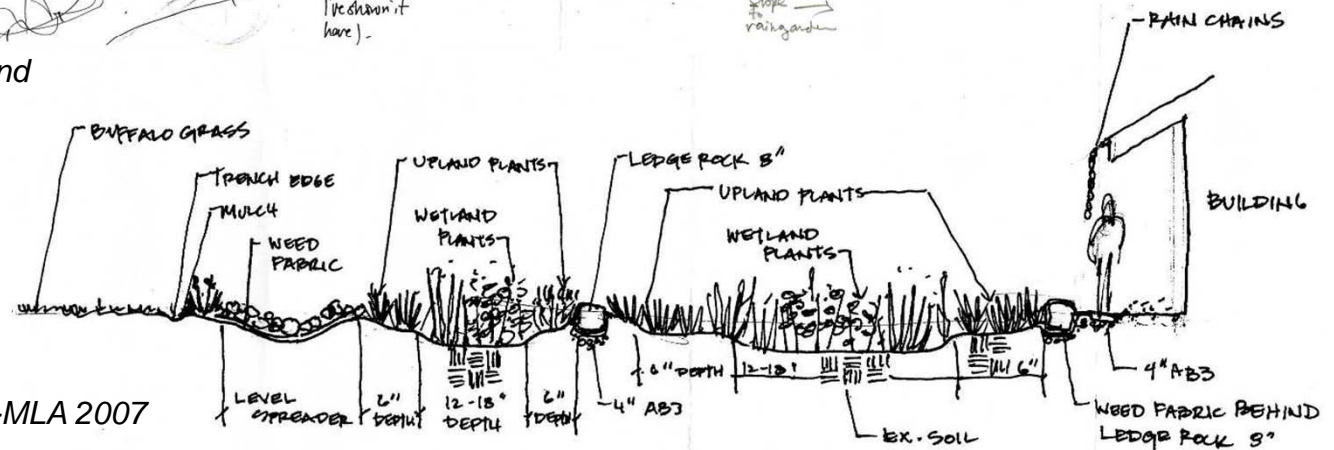 I've shown it
here).
slope
to
raingarden
RAIN CHAINS
nd
BUFFALO GRASS
TRENCH EDGE
MULCH
WEED
FABRIC
UPLAND PLANTS
WETLAND
PLANTS
LEDGE ROCK 8"
UPLAND PLANTS
WETLAND
PLANTS
BUILDING
LEVEL
SPREADER
6"
DEPTH
12-18"
DEPTH
6"
DEPTH
4" AB3
6" DEPTH
12-18"
6"
EX. SOIL
4" AB3
WEED FABRIC BEHIND
LEDGE ROCK 8"
-MLA 2007